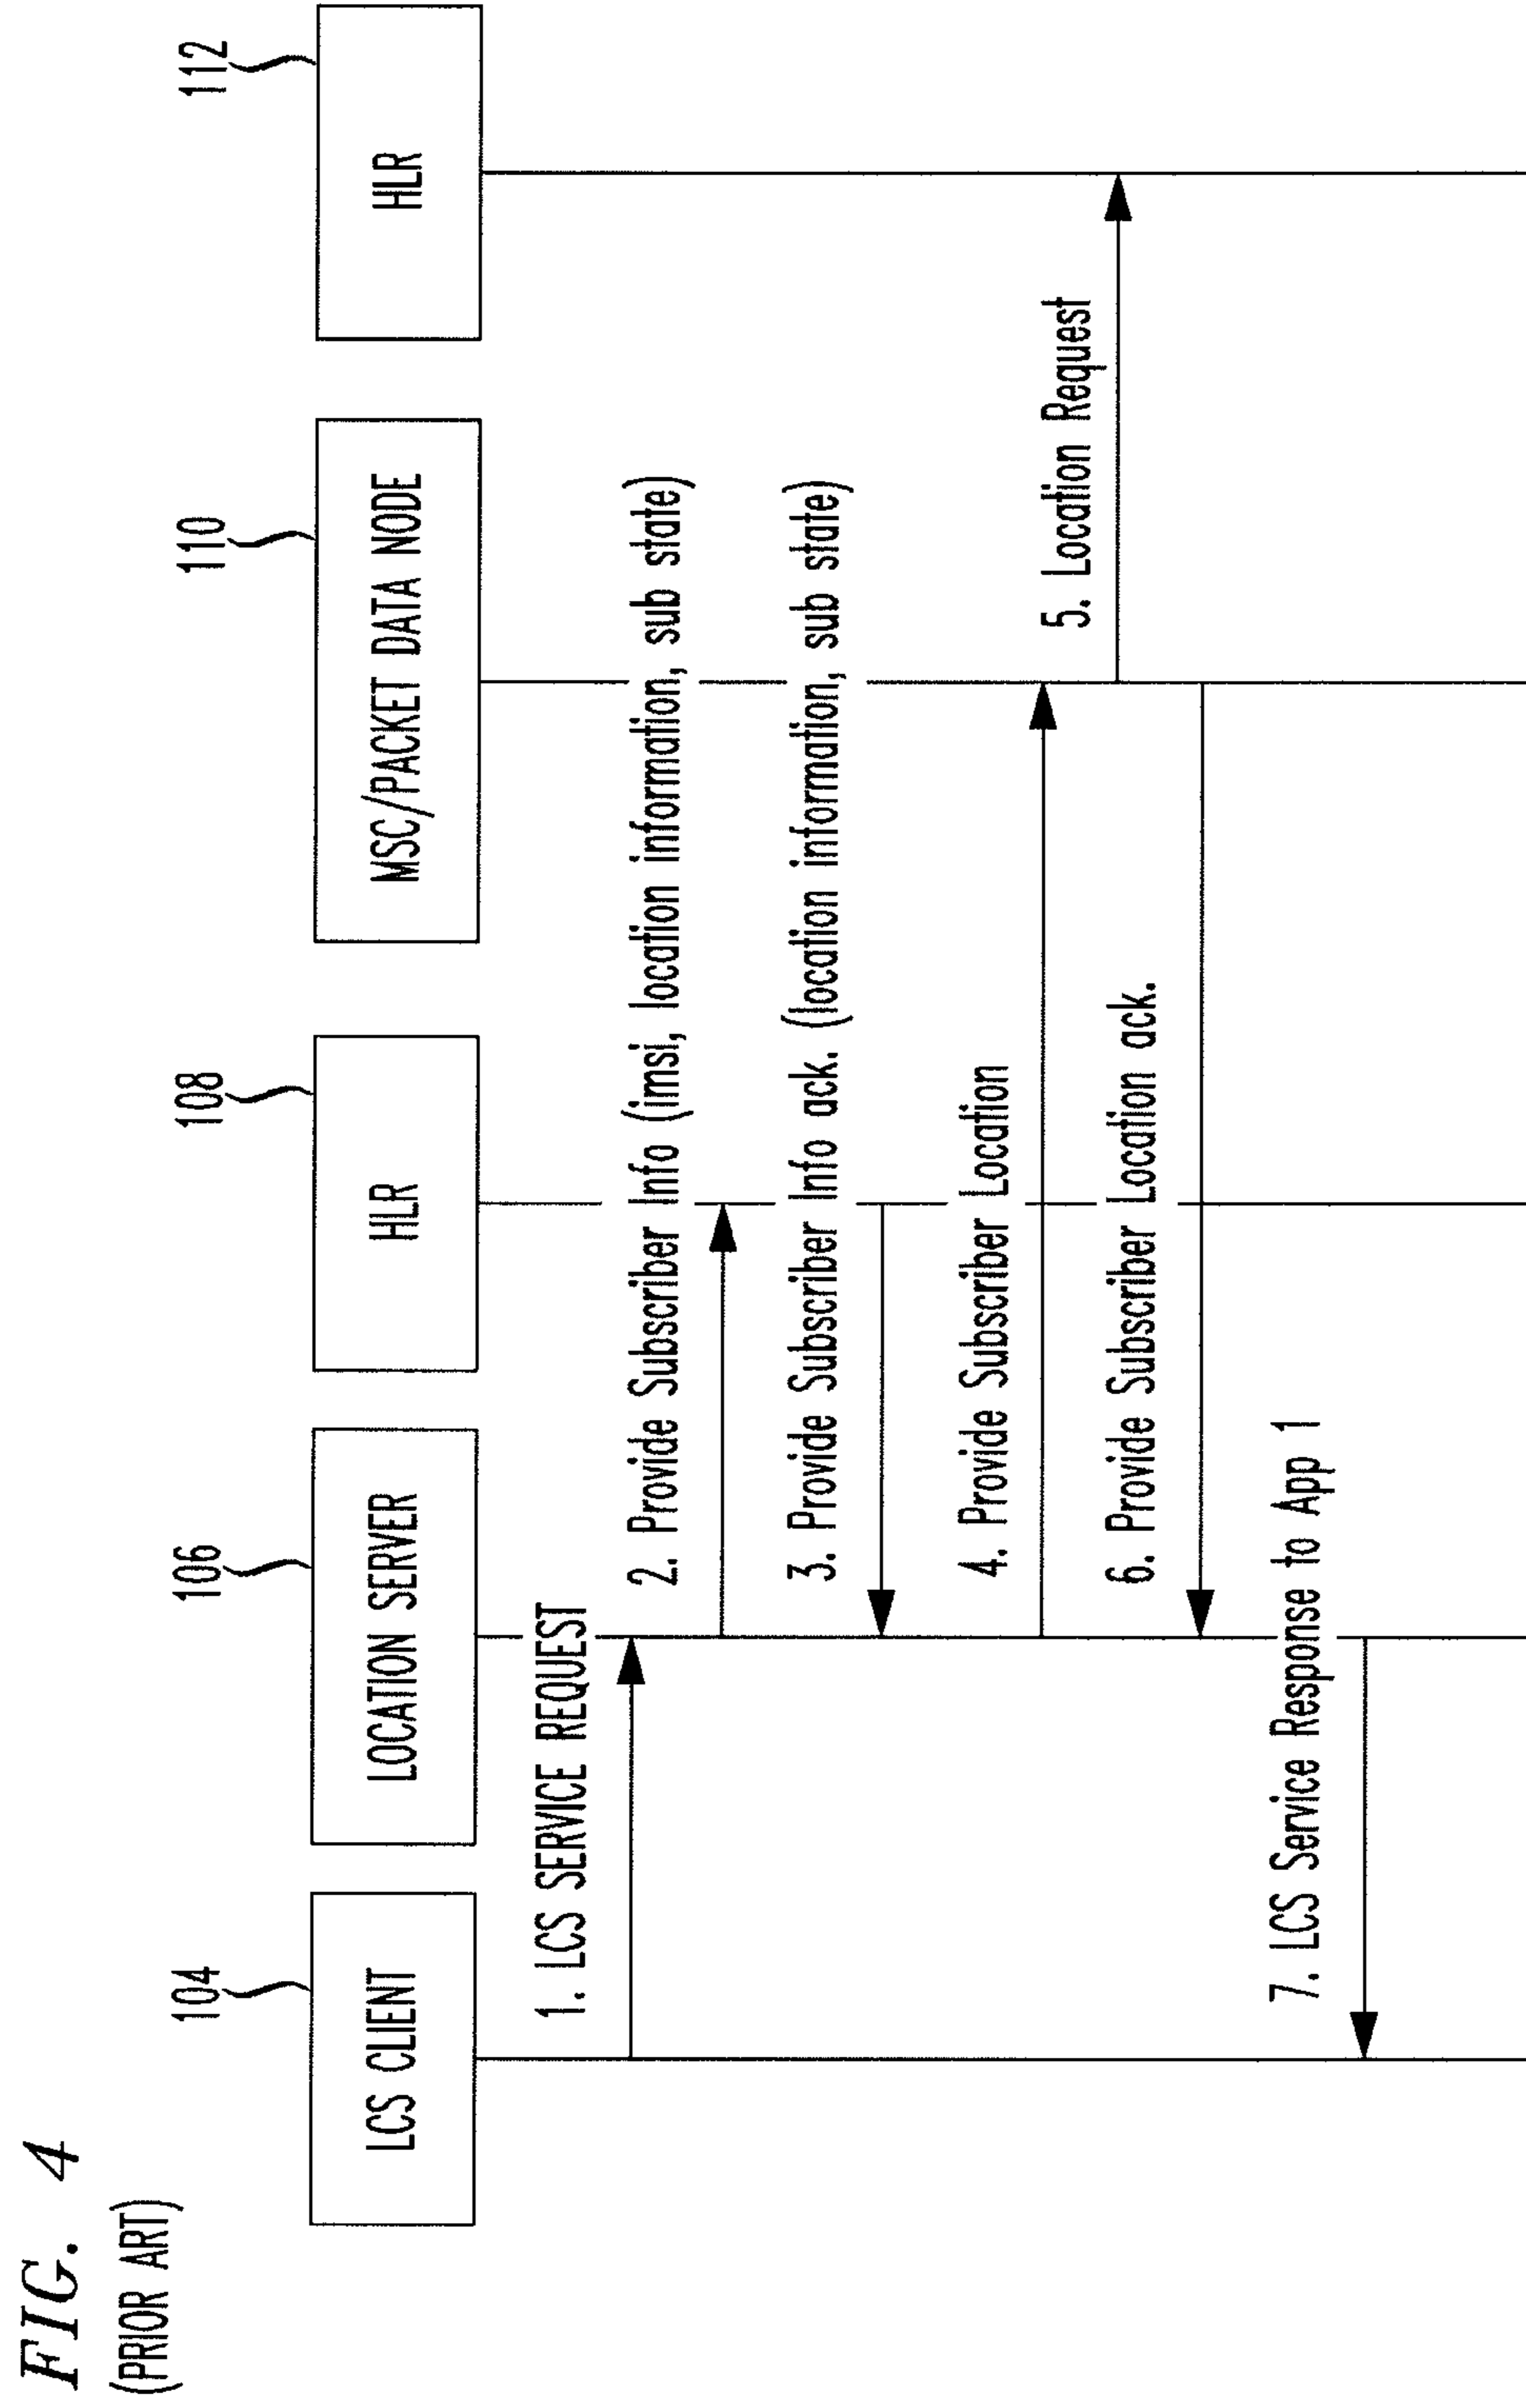 FIG. 4
(PRIOR ART)
104
106
108
110
112
LCS CLIENT
LOCATION SERVER
HLR
MSC/PACKET DATA NODE
HLR
1. LCS SERVICE REQUEST
2. Provide Subscriber Info (imsi, location information, sub state)
3. Provide Subscriber Info ack. (location information, sub state)
4. Provide Subscriber Location
5. Location Request
6. Provide Subscriber Location ack.
7. LCS Service Response to App 1